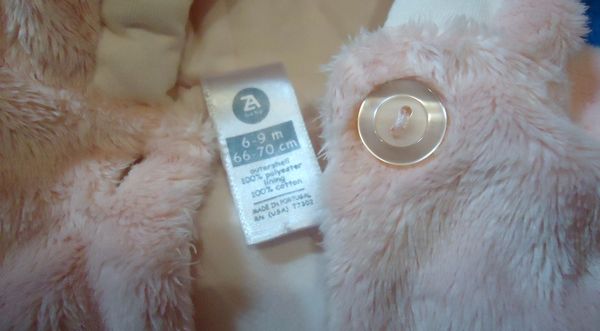 ZA
6-9 m
66-70 cm
outershell
100% polyester
lining
100% cotton
MADE IN PORTUGAL
RN (USA) 77302